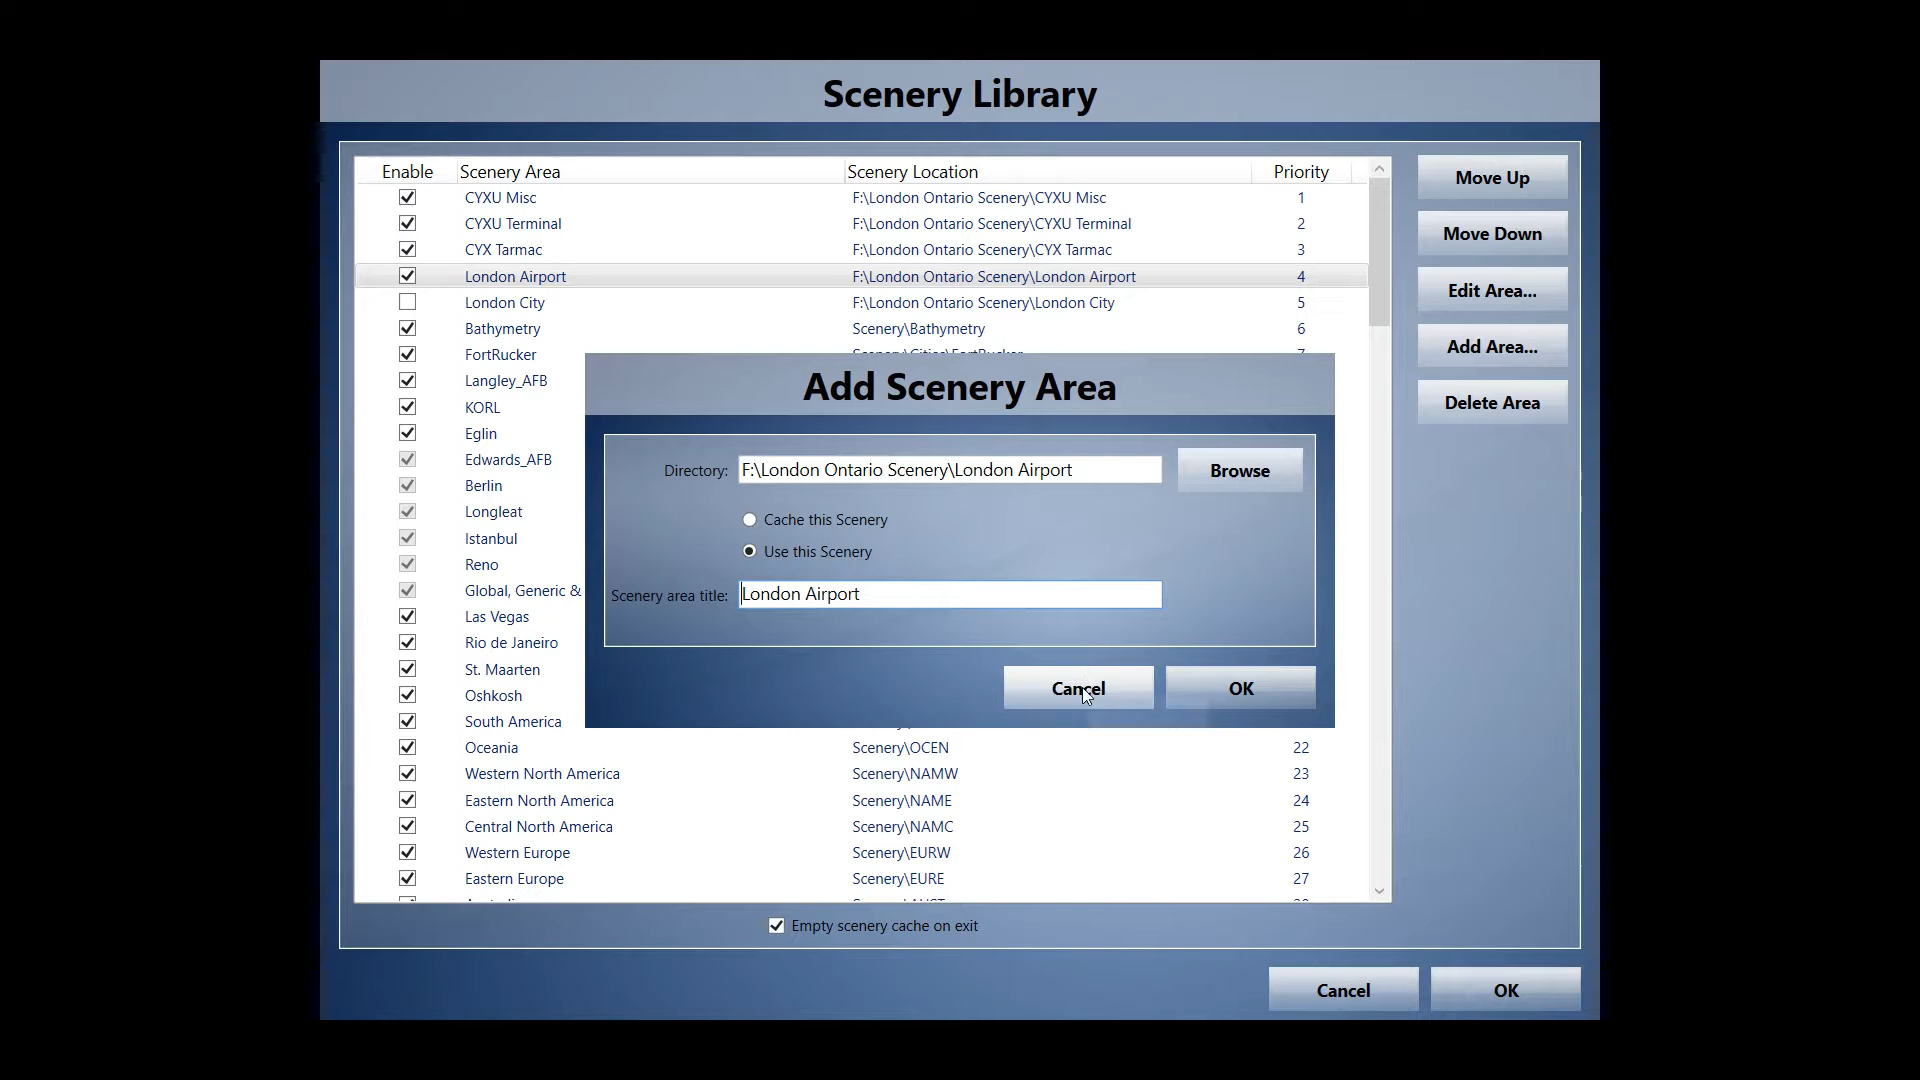 Scenery Library
Enable Scenery Area Scenery Location Priority
CYXU Misc F:\London Ontario Scenery\CYXU Misc 1
CYXU Terminal F:\London Ontario Scenery\CYXU Terminal 2
CYX Tarmac F:\London Ontario Scenery\CYX Tarmac 3
London Airport F:\London Ontario Scenery\London Airport 4
London City F:\London Ontario Scenery\London City 5
Bathymetry Scenery\Bathymetry 6
FortRucker
Langley_AFB
KORL
Eglin
Edwards_AFB
Berlin
Longleat
Istanbul
Reno
Global, Generic &
Las Vegas
Rio de Janeiro
St. Maarten
Oshkosh
South America
Oceania Scenery\OCEN 22
Western North America Scenery\NAMW 23
Eastern North America Scenery\NAME 24
Central North America Scenery\NAMC 25
Western Europe Scenery\EURW 26
Eastern Europe Scenery\EURE 27
Empty scenery cache on exit
Move Up
Move Down
Edit Area...
Add Area...
Delete Area
Add Scenery Area
Directory: F:\London Ontario Scenery\London Airport Browse
Cache this Scenery
Use this Scenery
Scenery area title: London Airport
Cancel OK
Cancel OK